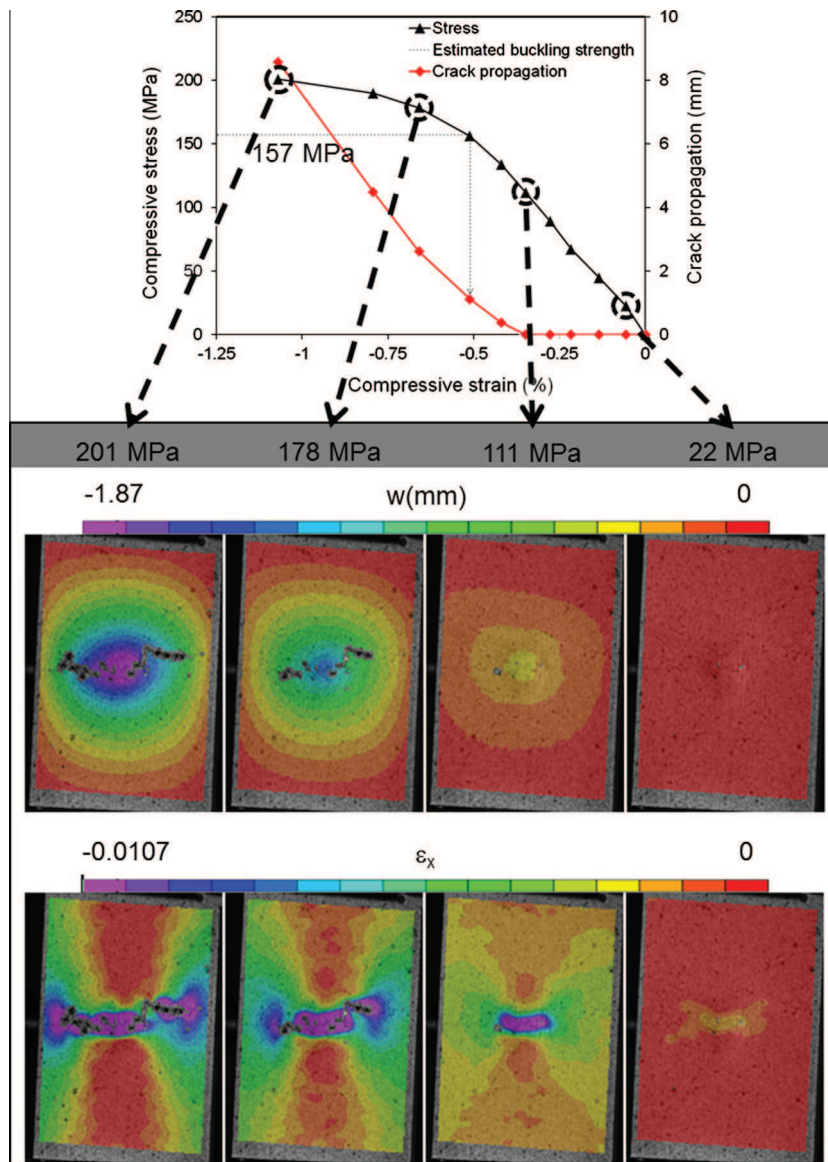 250
200
150
100
50
0
Compressive stress (MPa)
10
8
6
4
2
0
Crack propagation (mm)
Stress
Estimated buckling strength
Crack propagation
157 MPa
-1.25
-1
-0.75
-0.5
-0.25
0
Compressive strain (%)
201 MPa 178 MPa 111 MPa 22 MPa
-1.87 w(mm) 0
-0.0107 εx 0